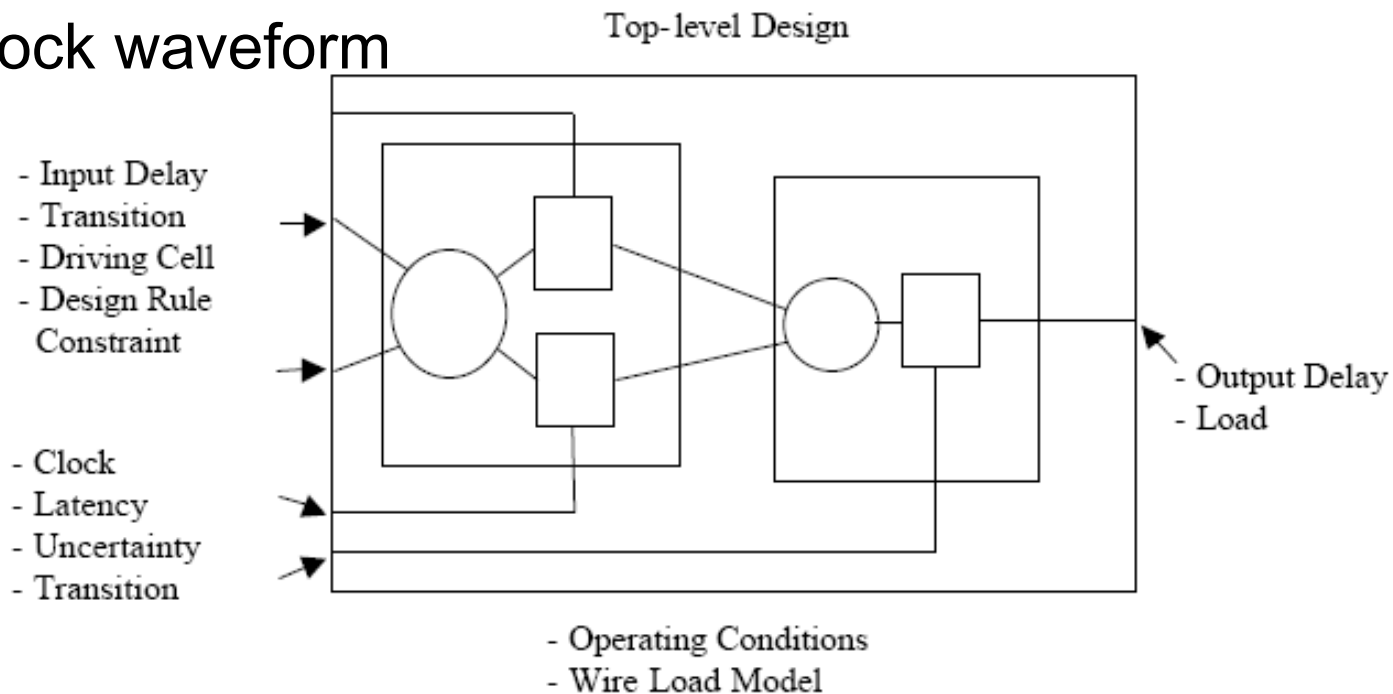 ock waveform
Top-level Design
- Input Delay
- Transition
- Driving Cell
- Design Rule
Constraint
- Clock
- Latency
- Uncertainty
- Transition
- Output Delay
- Load
- Operating Conditions
- Wire Load Model